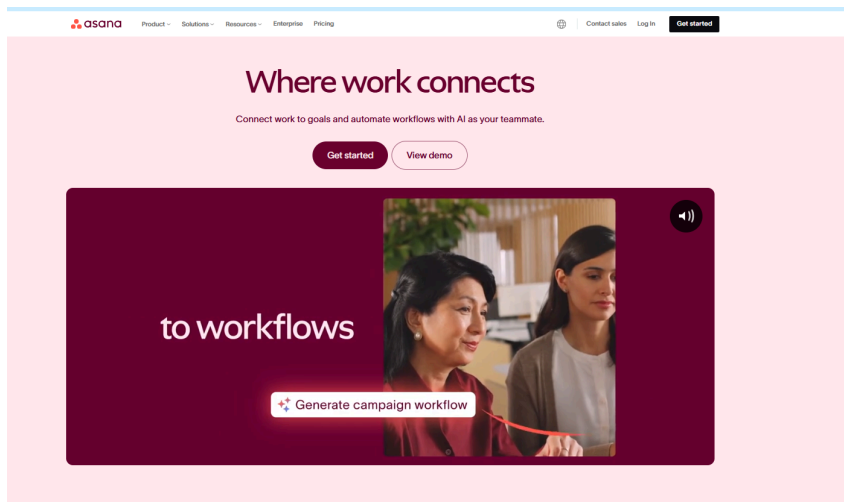 asana
Product
Solutions
Resources
Enterprise
Pricing
Contact sales
Log In
Get started
Where work connects
Connect work to goals and automate workflows with AI as your teammate.
Get started
View demo
to workflows
Generate campaign workflow